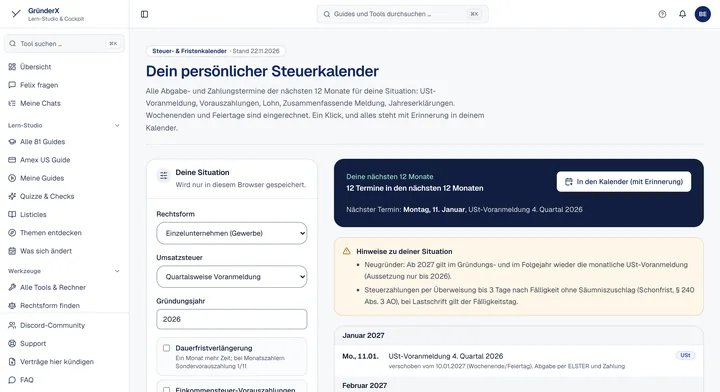 GründerX
Lern-Studio & Cockpit
Tool suchen ... ⌘K
Übersicht
Felix fragen
Meine Chats
Lern-Studio
Alle 81 Guides
Amex US Guide
Meine Guides
Quizze & Checks
Listicles
Themen entdecken
Was sich ändert
Werkzeuge
Alle Tools & Rechner
Rechtsform finden
Discord-Community
Support
Verträge hier kündigen
FAQ
Guides und Tools durchsuchen ... ⌘K
BE
Steuer- & Fristenkalender · Stand 22.11.2026
Dein persönlicher Steuerkalender
Alle Abgabe- und Zahlungstermine der nächsten 12 Monate für deine Situation: USt-
Voranmeldung, Vorauszahlungen, Lohn, Zusammenfassende Meldung, Jahreserklärungen.
Wochenenden und Feiertage sind eingerechnet. Ein Klick, und alles steht mit Erinnerung in deinem
Kalender.
Deine Situation
Wird nur in diesem Browser gespeichert.
Rechtsform
Einzelunternehmen (Gewerbe)
Umsatzsteuer
Quartalsweise Voranmeldung
Gründungsjahr
2026
Dauerfristverlängerung
Ein Monat mehr Zeit; bei Monatszahlern
Sondervorauszahlung 1/11
Einkommensteuer-Vorauszahlungen
Deine nächsten 12 Monate
12 Termine in den nächsten 12 Monaten
In den Kalender (mit Erinnerung)
Nächster Termin: Montag, 11. Januar, USt-Voranmeldung 4. Quartal 2026
Hinweise zu deiner Situation
• Neugründer: Ab 2027 gilt im Gründungs- und im Folgejahr wieder die monatliche USt-Voranmeldung
(Aussetzung nur bis 2026).
• Steuerzahlungen per Überweisung bis 3 Tage nach Fälligkeit ohne Säumniszuschlag (Schonfrist, § 240
Abs. 3 AO), bei Lastschrift gilt der Fälligkeitstag.
Januar 2027
Mo., 11.01. USt-Voranmeldung 4. Quartal 2026 USt
verschoben vom 10.01.2027 (Wochenende/Feiertag). Abgabe per ELSTER und Zahlung
Februar 2027